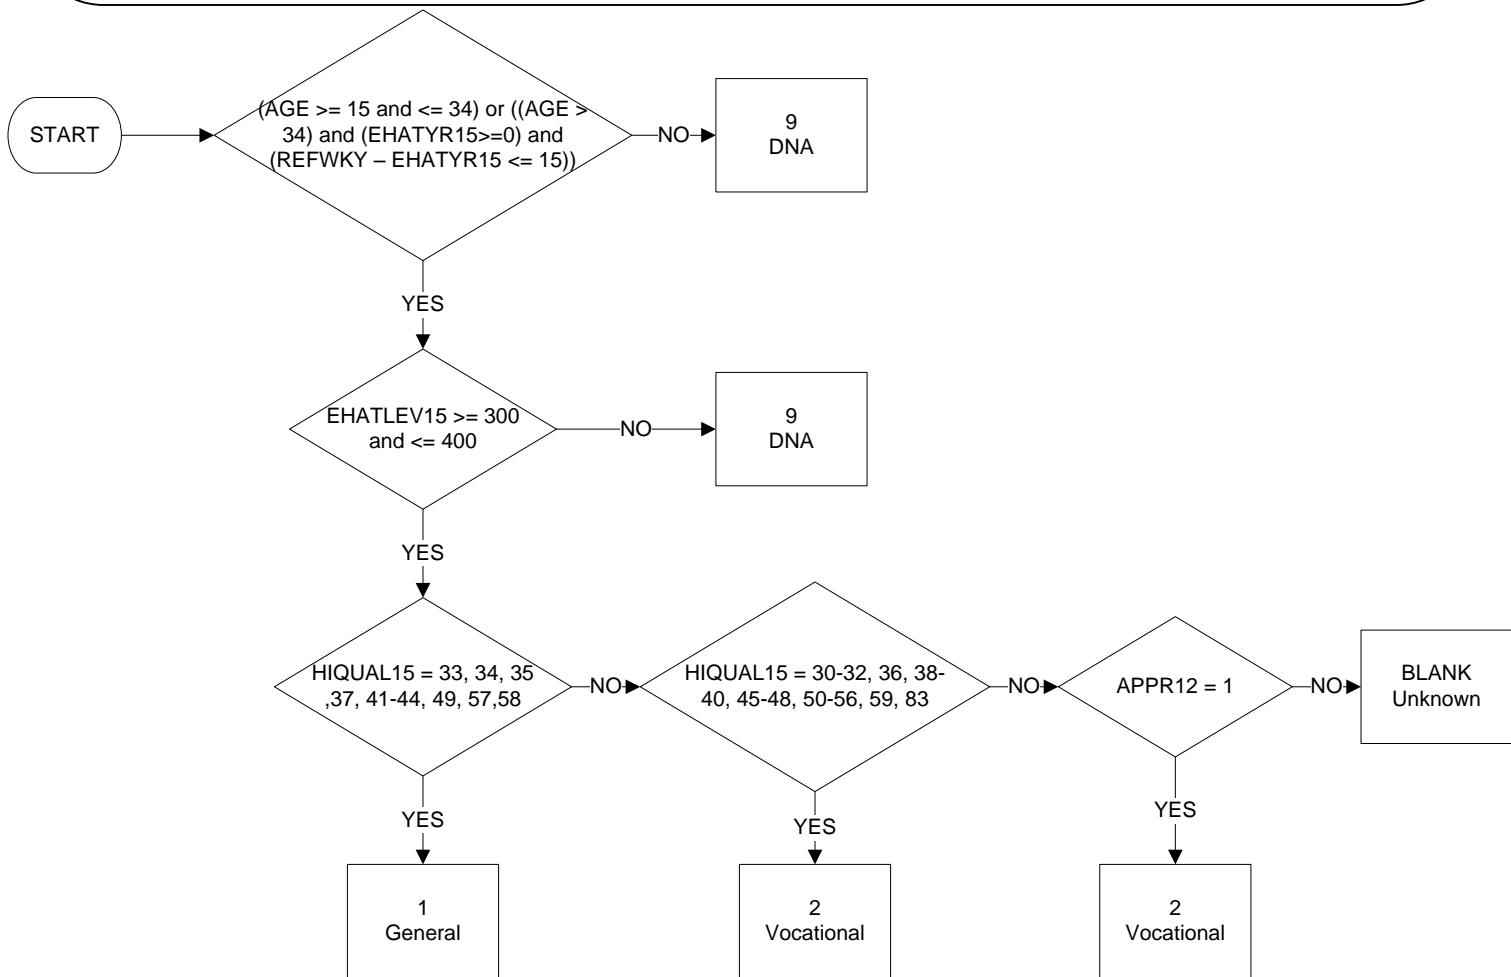 START
(AGE >= 15 and <= 34) or ((AGE >
34) and (EHATYR15>=0) and
(REFWKY – EHATYR15 <= 15))
NO
9
DNA
YES
EHATLEV15 >= 300
and <= 400
NO
9
DNA
YES
HIQUAL15 = 33, 34, 35
,37, 41-44, 49, 57,58
NO
HIQUAL15 = 30-32, 36, 38-
40, 45-48, 50-56, 59, 83
NO
APPR12 = 1
NO
BLANK
Unknown
YES
YES
YES
1
General
2
Vocational
2
Vocational